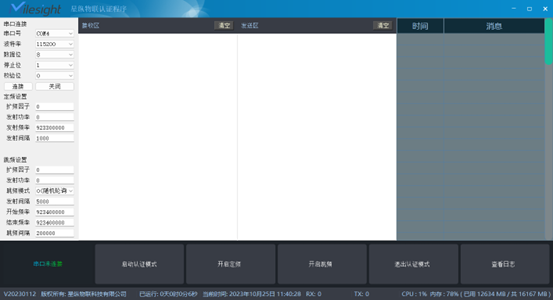 Milesight 星纵物联认证程序
串口连接
串口号 COM4
波特率 115200
数据位 8
停止位 1
校验位 0
连接 关闭
定频设置
扩频因子 0
发射功率 0
发射频率 923300000
发射间隔 1000
跳频设置
扩频因子 0
发射功率 0
跳频模式 0(随机轮询
发射间隔 5000
开始频率 923400000
结束频率 923400000
跳频间隔 200000
接收区 清空
发送区 清空
时间 消息
串口未连接 启动认证模式 开启定频 开启跳频 退出认证模式 查看日志
V20230112 版权所有: 星纵物联科技有限公司 已运行: 0天0时0分6秒 当前时间: 2023年10月25日 11:40:28 RX: 0 TX: 0 CPU : 1% 内存 : 78% ( 已用 12634 MB / 共 16167 MB )